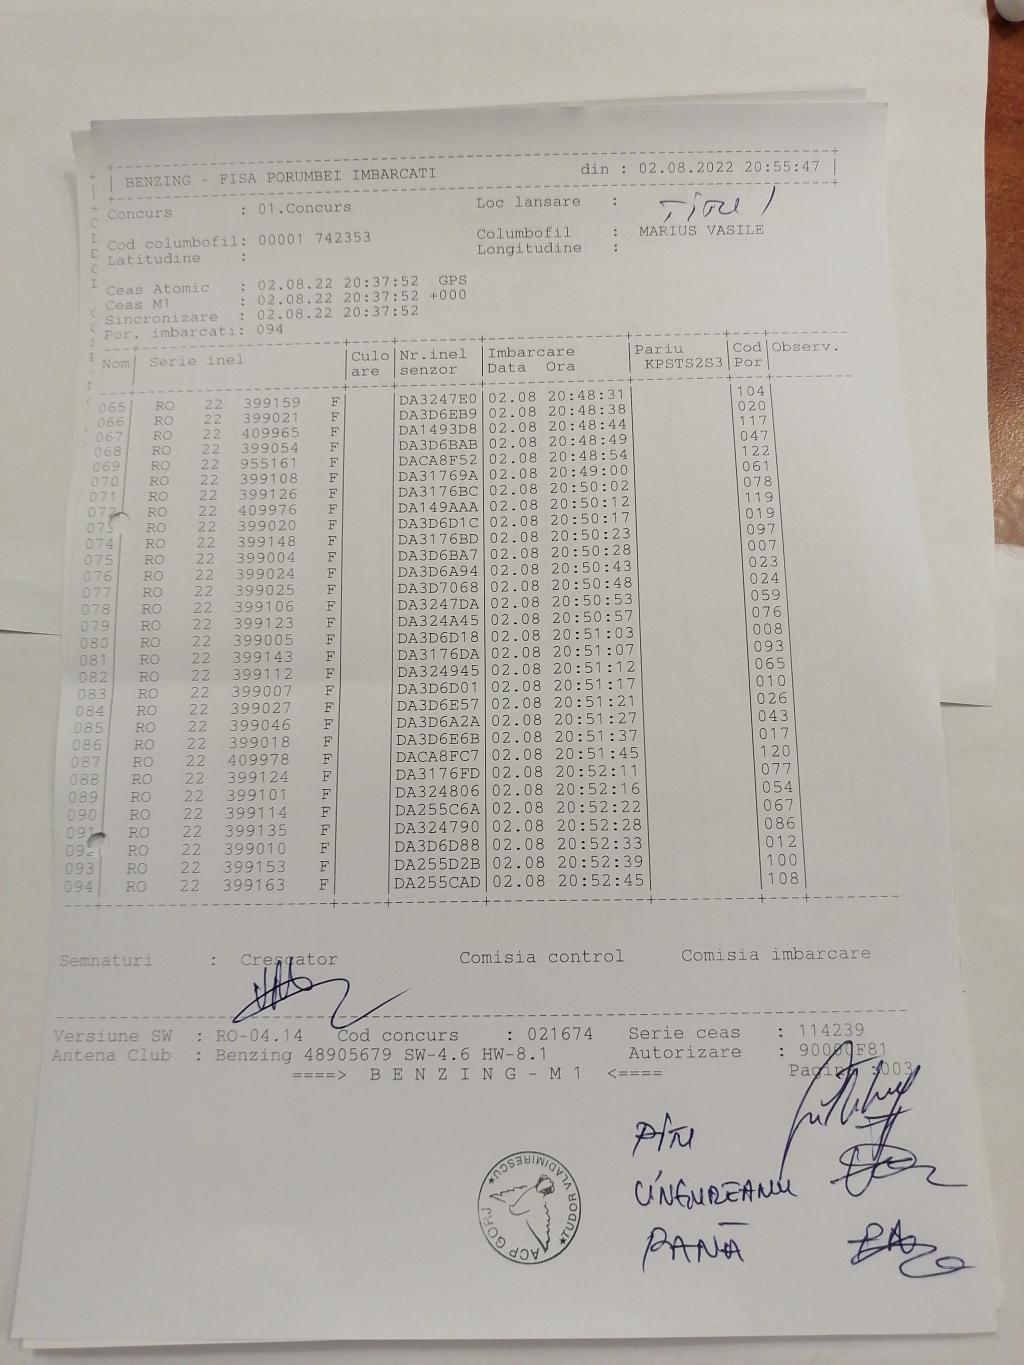 BENZING - FISA PORUMBEI IMBARCATI din : 02.08.2022 20:55:47
Concurs : 01.Concurs Loc lansare : TITU 1
Cod columbofil: 00001 742353 Columbofil : MARIUS VASILE
Latitudine : Longitudine :
Ceas Atomic : 02.08.22 20:37:52 GPS
Ceas M1 : 02.08.22 20:37:52 +000
Sincronizare : 02.08.22 20:37:52
Por. imbarcati: 094
Nom Serie inel Culo Nr.inel Imbarcare Pariu Cod Observ.
are senzor Data Ora KPSTS2S3 Por
065 RO 22 399159 F DA3247E0 02.08 20:48:31 104
066 RO 22 399021 F DA3D6EB9 02.08 20:48:38 020
067 RO 22 409965 F DA1493D8 02.08 20:48:44 117
068 RO 22 399054 F DA3D6BAB 02.08 20:48:49 047
069 RO 22 955161 F DACA8F52 02.08 20:48:54 122
070 RO 22 399108 F DA31769A 02.08 20:49:00 061
071 RO 22 399126 F DA3176BC 02.08 20:50:02 078
072 RO 22 409976 F DA149AAA 02.08 20:50:12 119
073 RO 22 399020 F DA3D6D1C 02.08 20:50:17 019
074 RO 22 399148 F DA3176BD 02.08 20:50:23 097
075 RO 22 399004 F DA3D6BA7 02.08 20:50:28 007
076 RO 22 399024 F DA3D6A94 02.08 20:50:43 023
077 RO 22 399025 F DA3D7068 02.08 20:50:48 024
078 RO 22 399106 F DA3247DA 02.08 20:50:53 059
079 RO 22 399123 F DA324A45 02.08 20:50:57 076
080 RO 22 399005 F DA3D6D18 02.08 20:51:03 008
081 RO 22 399143 F DA3176DA 02.08 20:51:07 093
082 RO 22 399112 F DA324945 02.08 20:51:12 065
083 RO 22 399007 F DA3D6D01 02.08 20:51:17 010
084 RO 22 399027 F DA3D6E57 02.08 20:51:21 026
085 RO 22 399046 F DA3D6A2A 02.08 20:51:27 043
086 RO 22 399018 F DA3D6E6B 02.08 20:51:37 017
087 RO 22 409978 F DACA8FC7 02.08 20:51:45 120
088 RO 22 399124 F DA3176FD 02.08 20:52:11 077
089 RO 22 399101 F DA324806 02.08 20:52:16 054
090 RO 22 399114 F DA255C6A 02.08 20:52:22 067
091 RO 22 399135 F DA324790 02.08 20:52:28 086
092 RO 22 399010 F DA3D6D88 02.08 20:52:33 012
093 RO 22 399153 F DA255D2B 02.08 20:52:39 100
094 RO 22 399163 F DA255CAD 02.08 20:52:45 108
Semnaturi : Crescator Comisia control Comisia imbarcare
Versiune SW : RO-04.14 Cod concurs : 021674 Serie ceas : 114239
Antena Club : Benzing 48905679 SW-4.6 HW-8.1 Autorizare : 90000F81
====> B E N Z I N G - M 1 <==== Pagina :003
PITU
UNGUREANU
PANĂ
ACP GORJ *TUDOR VLADIMIRESCU*